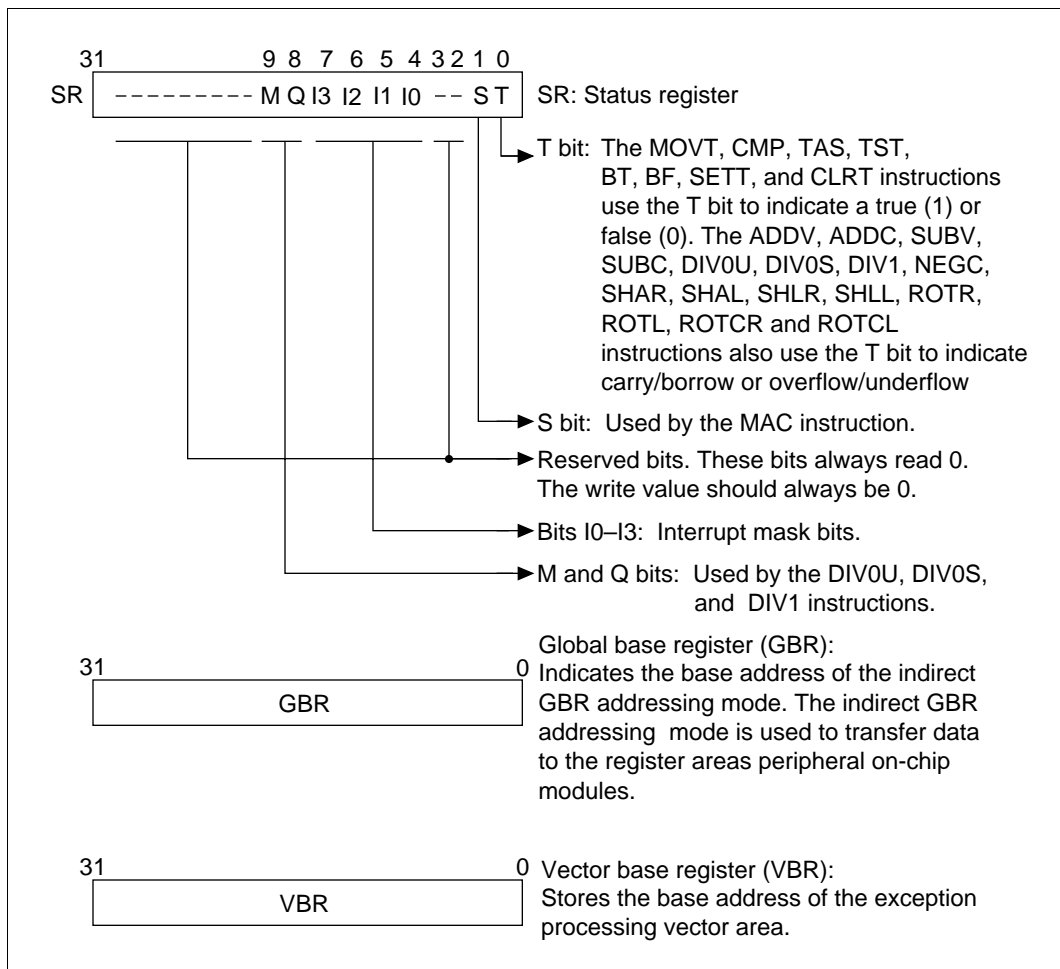 31 9 8 7 6 5 4 3 2 1 0
SR --------- M Q I3 I2 I1 I0 -- S T SR: Status register
T bit: The MOVT, CMP, TAS, TST,
BT, BF, SETT, and CLRT instructions
use the T bit to indicate a true (1) or
false (0). The ADDV, ADDC, SUBV,
SUBC, DIV0U, DIV0S, DIV1, NEGC,
SHAR, SHAL, SHLR, SHLL, ROTR,
ROTL, ROTCR and ROTCL
instructions also use the T bit to indicate
carry/borrow or overflow/underflow
S bit: Used by the MAC instruction.
Reserved bits. These bits always read 0.
The write value should always be 0.
Bits I0–I3: Interrupt mask bits.
M and Q bits: Used by the DIV0U, DIV0S,
and DIV1 instructions.
Global base register (GBR):
31 0 Indicates the base address of the indirect
GBR GBR addressing mode. The indirect GBR
addressing mode is used to transfer data
to the register areas peripheral on-chip
modules.
31 0 Vector base register (VBR):
VBR Stores the base address of the exception
processing vector area.